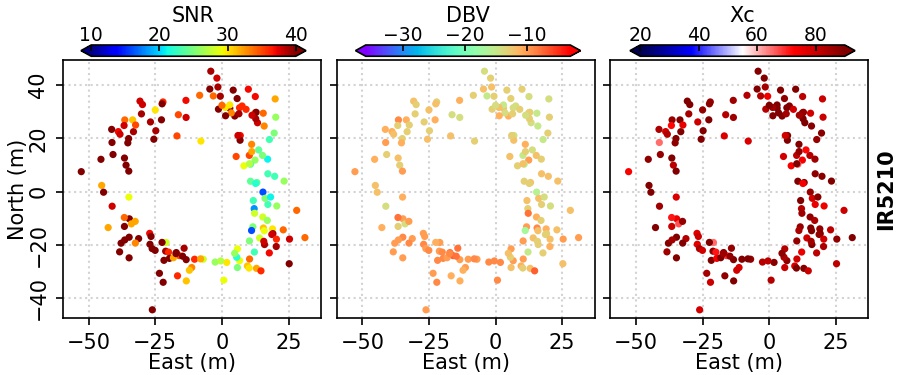 SNR DBV Xc
10 20 30 40 −30 −20 −10 20 40 60 80
40
20
0
−20
−40
North (m)
−50 −25 0 25 −50 −25 0 25 −50 −25 0 25
East (m) East (m) East (m)
IR5210